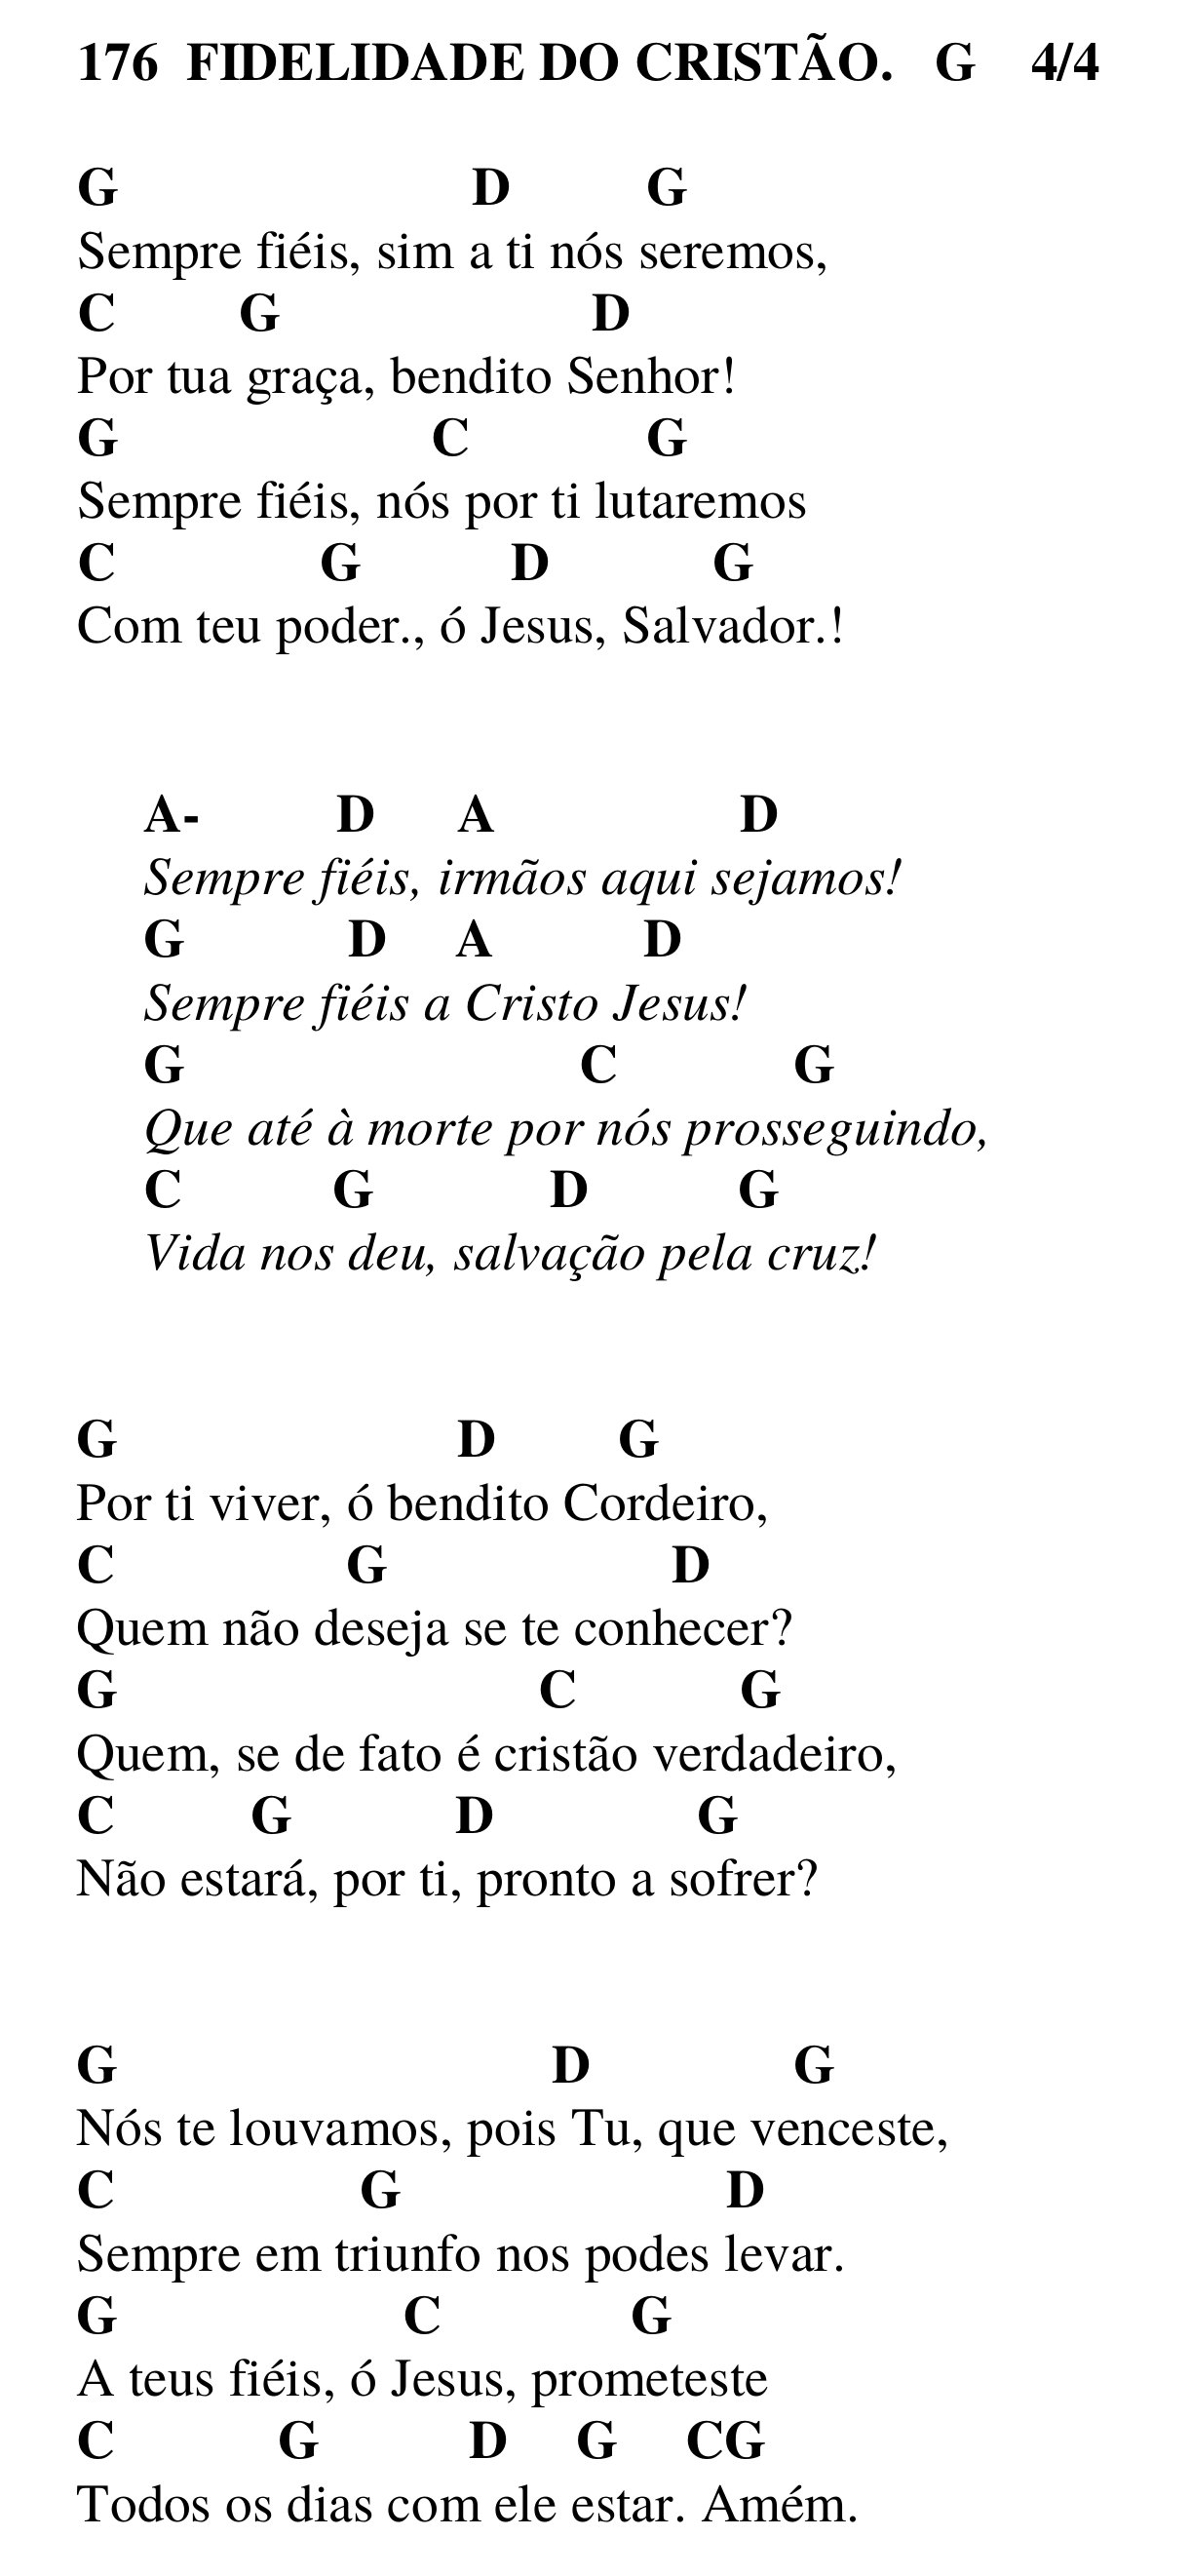 176 FIDELIDADE DO CRISTÃO. G 4/4
G D G
Sempre fiéis, sim a ti nós seremos,
C G D
Por tua graça, bendito Senhor!
G C G
Sempre fiéis, nós por ti lutaremos
C G D G
Com teu poder., ó Jesus, Salvador.!
A- D A D
Sempre fiéis, irmãos aqui sejamos!
G D A D
Sempre fiéis a Cristo Jesus!
G C G
Que até à morte por nós prosseguindo,
C G D G
Vida nos deu, salvação pela cruz!
G D G
Por ti viver, ó bendito Cordeiro,
C G D
Quem não deseja se te conhecer?
G C G
Quem, se de fato é cristão verdadeiro,
C G D G
Não estará, por ti, pronto a sofrer?
G D G
Nós te louvamos, pois Tu, que venceste,
C G D
Sempre em triunfo nos podes levar.
G C G
A teus fiéis, ó Jesus, prometeste
C G D G CG
Todos os dias com ele estar. Amém.